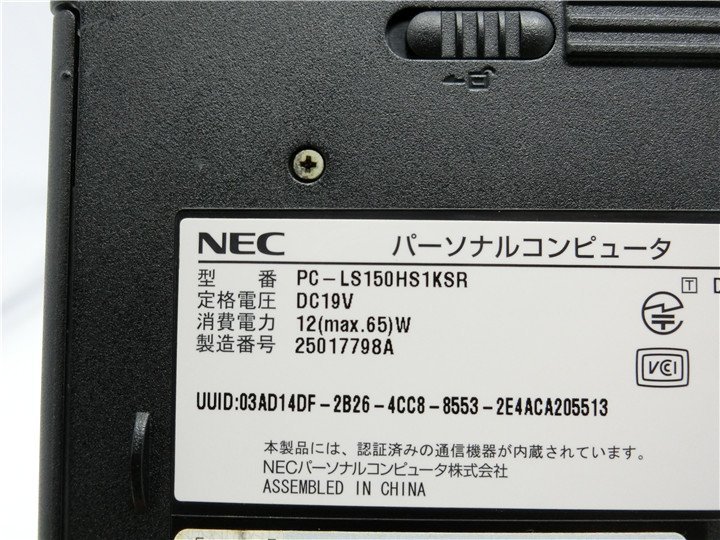 NEC パーソナルコンピュータ
型　番 PC-LS150HS1KSR
定格電圧 DC19V
消費電力 12(max.65)W
製造番号 25017798A
T D
VCCI
UUID:03AD14DF-2B26-4CC8-8553-2E4ACA205513
本製品には、認証済みの通信機器が内蔵されています。
NECパーソナルコンピュータ株式会社
ASSEMBLED IN CHINA